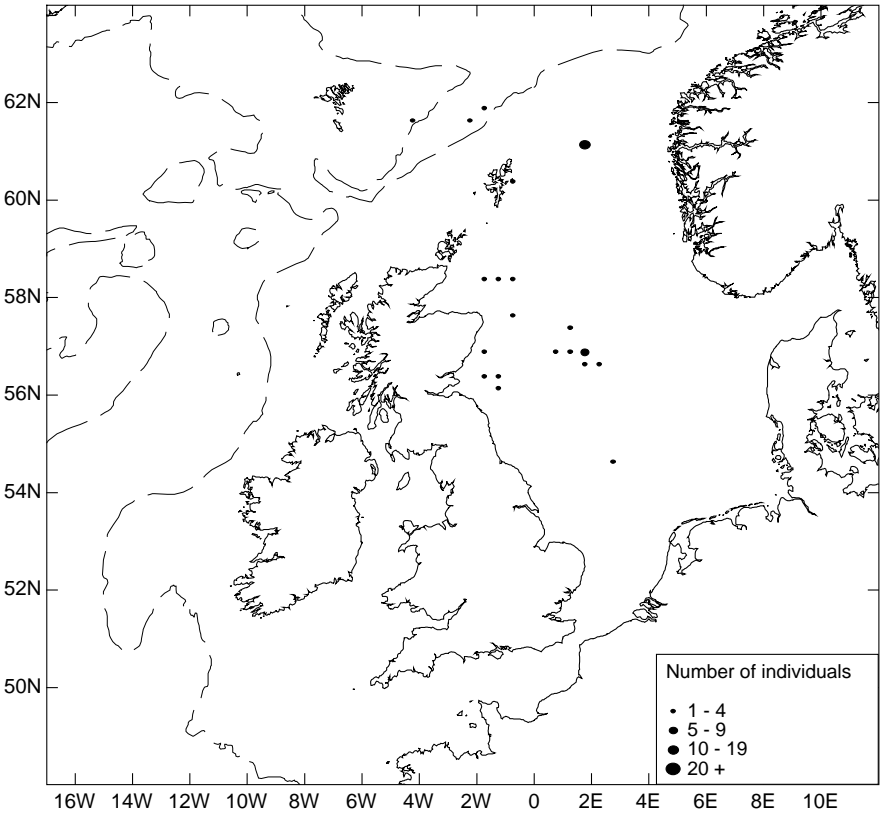 62N
60N
58N
56N
54N
52N
50N
Number of individuals
1 - 4
5 - 9
10 - 19
20 +
16W 14W 12W 10W 8W 6W 4W 2W 0 2E 4E 6E 8E 10E